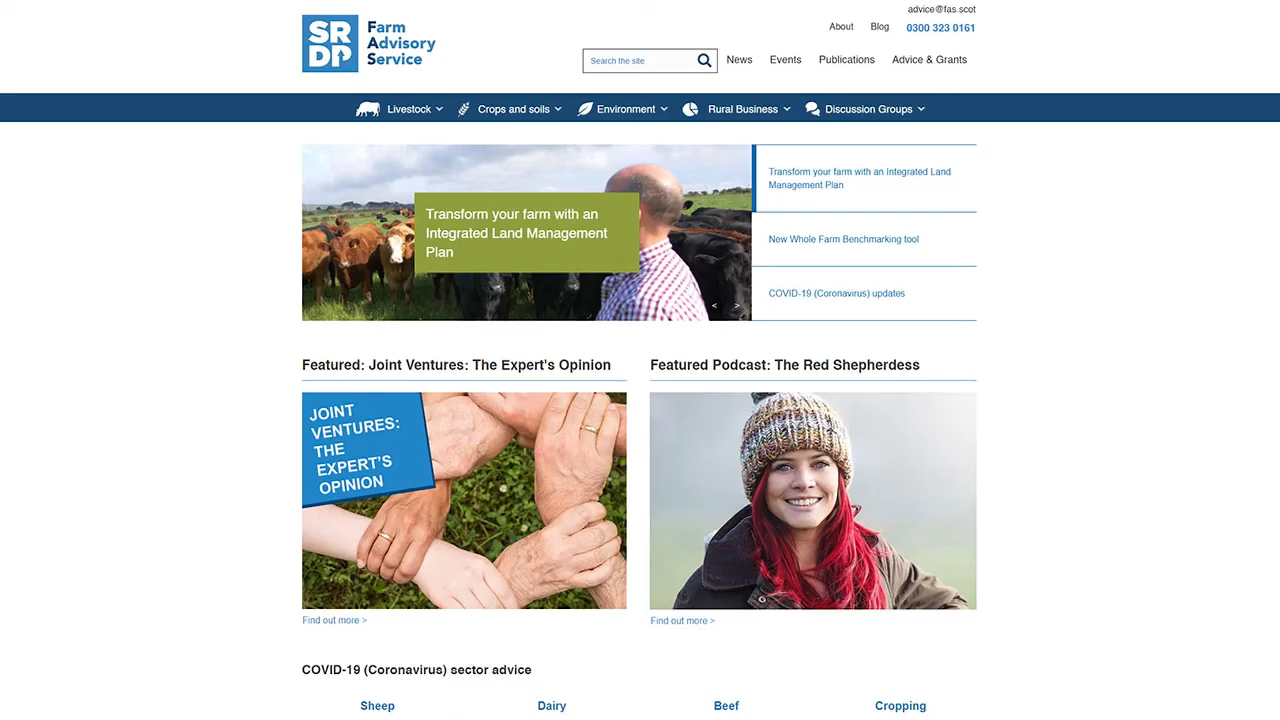 advice@fas.scot
SR
DP
Farm
Advisory
Service
About Blog 0300 323 0161
Search the site
News Events Publications Advice & Grants
Livestock Crops and soils Environment Rural Business Discussion Groups
Transform your farm with an
Integrated Land Management
Plan
< >
Transform your farm with an Integrated Land
Management Plan
New Whole Farm Benchmarking tool
COVID-19 (Coronavirus) updates
Featured: Joint Ventures: The Expert's Opinion
JOINT
VENTURES:
THE
EXPERT'S
OPINION
Find out more >
Featured Podcast: The Red Shepherdess
Find out more >
COVID-19 (Coronavirus) sector advice
Sheep Dairy Beef Cropping